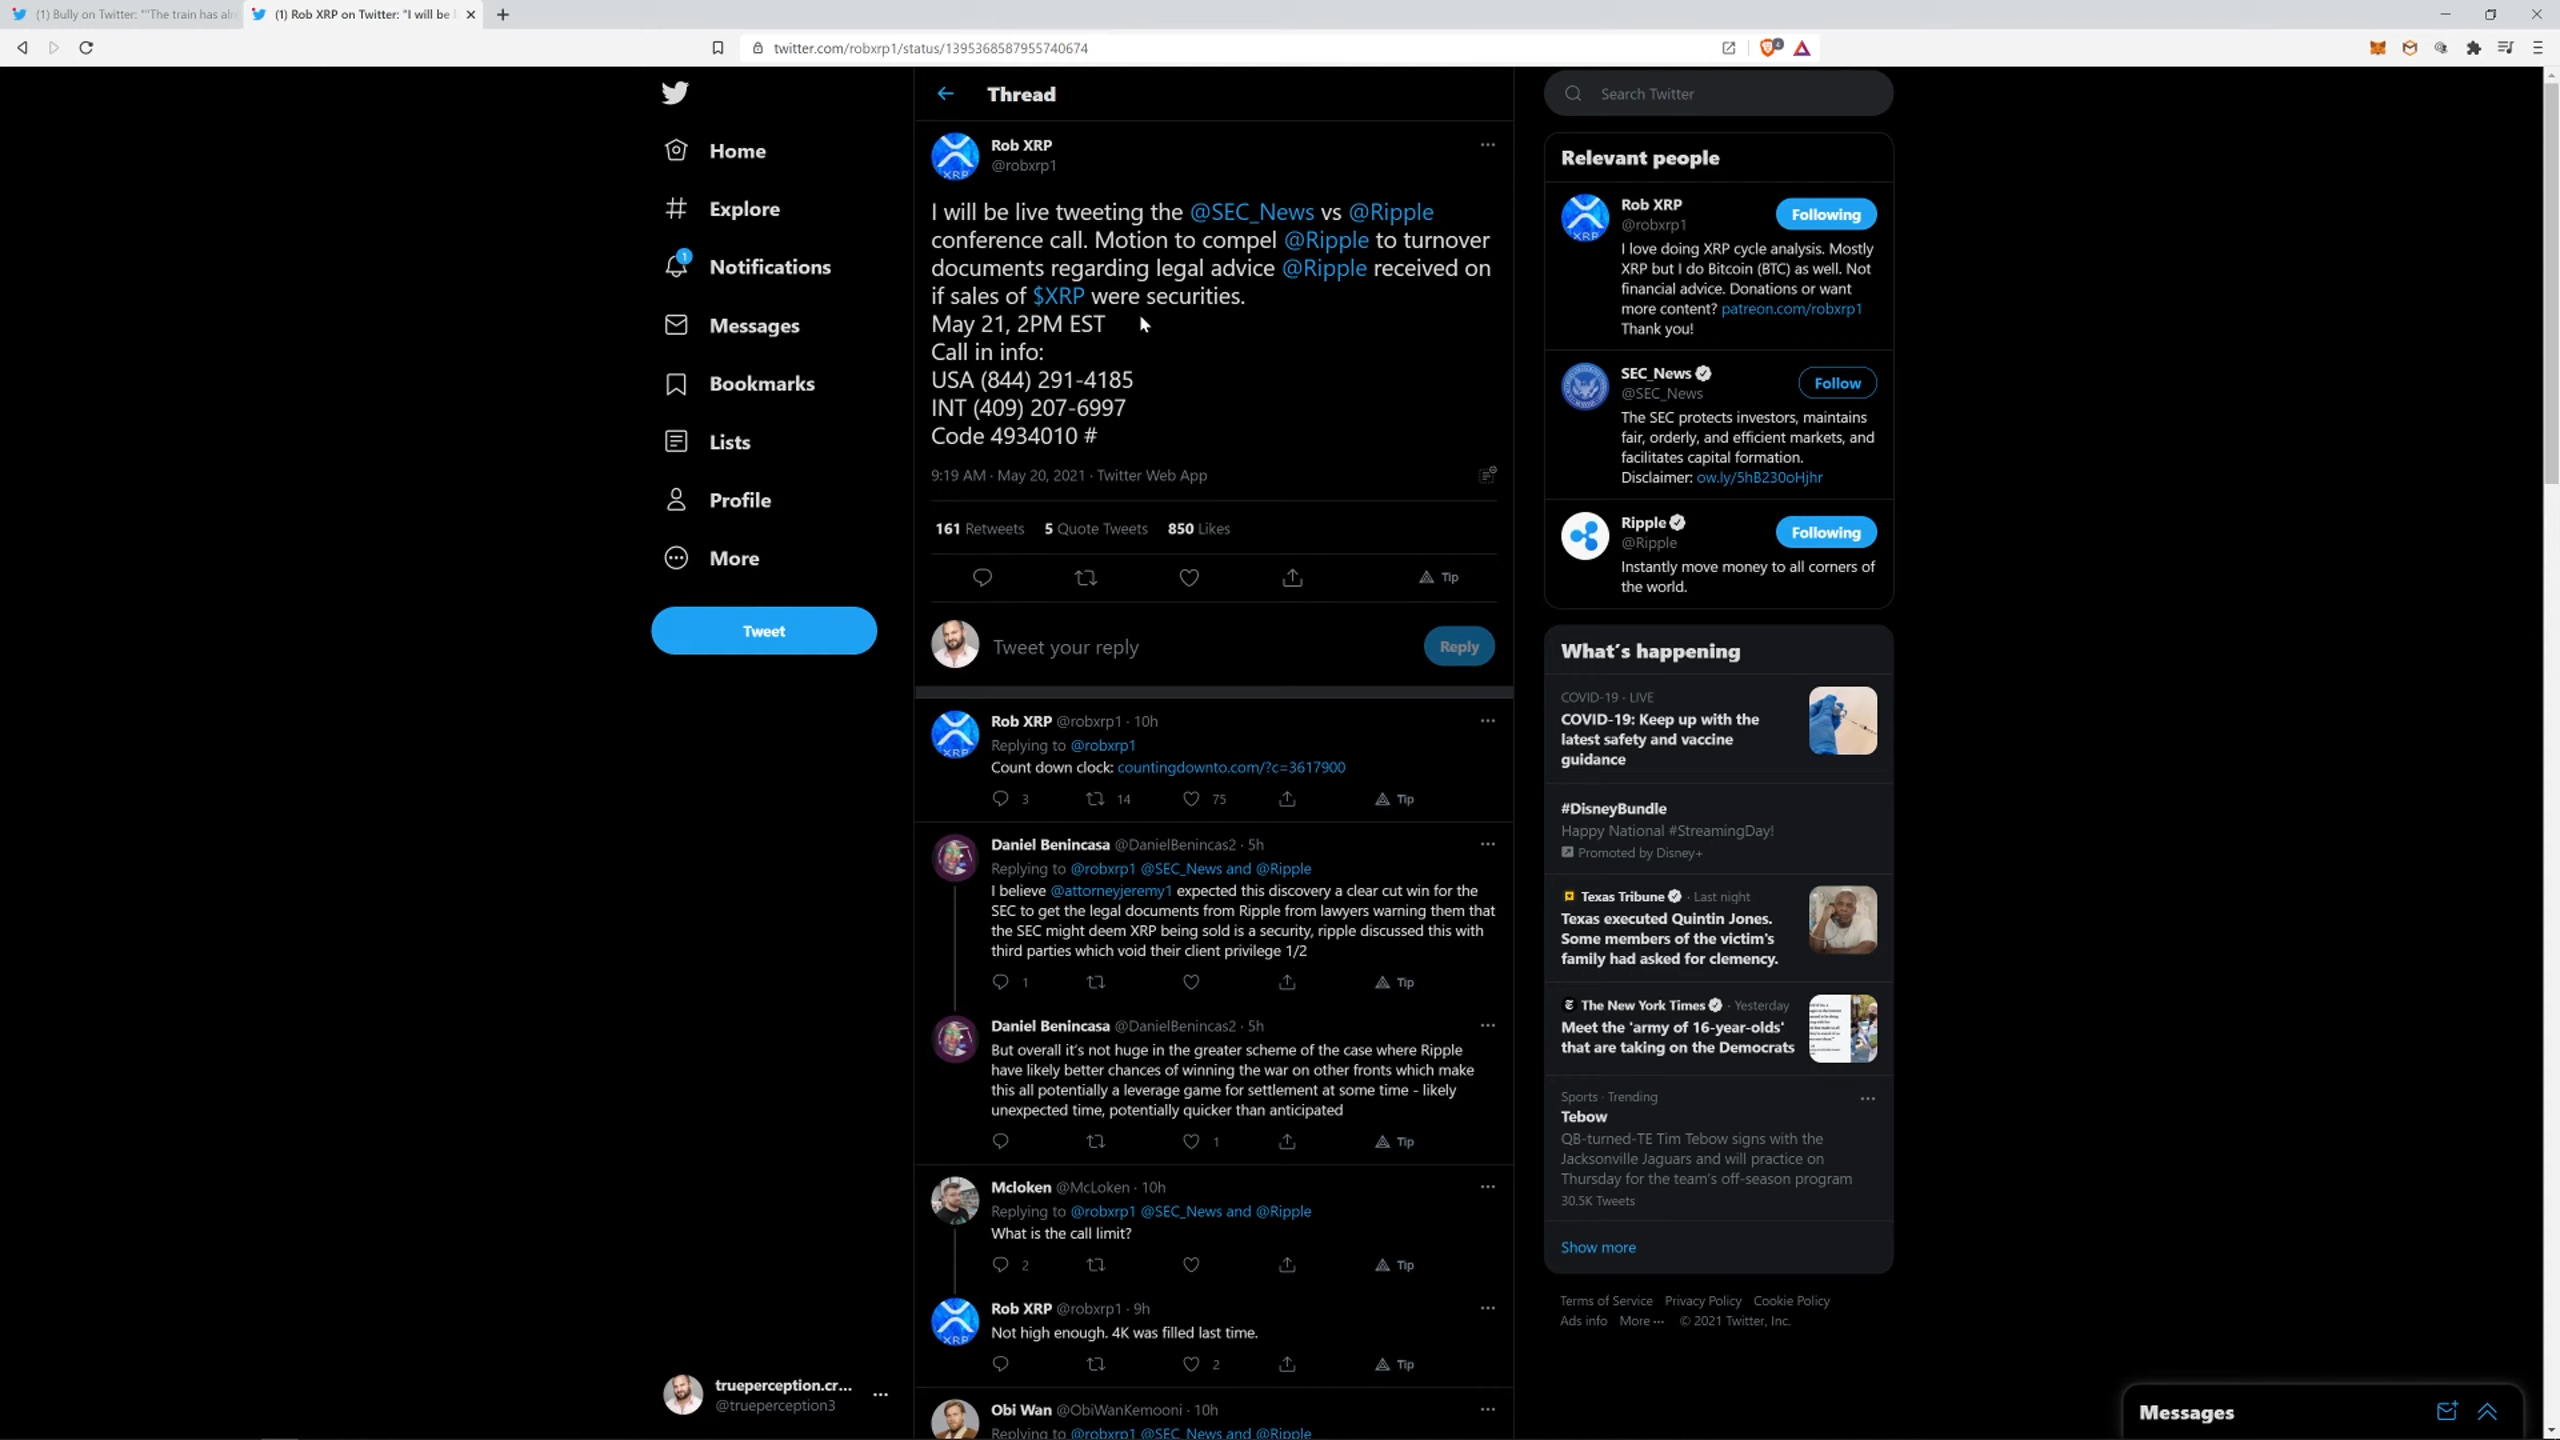 (1) Bully on Twitter: "“The train has alr
(1) Rob XRP on Twitter: "I will be l
twitter.com/robxrp1/status/1395368587955740674
Home
Explore
1
Notifications
Messages
Bookmarks
Lists
Profile
More
Tweet
trueperception.cr...
@trueperception3
Thread
Rob XRP
@robxrp1
I will be live tweeting the @SEC_News vs @Ripple
conference call. Motion to compel @Ripple to turnover
documents regarding legal advice @Ripple received on
if sales of $XRP were securities.
May 21, 2PM EST
Call in info:
USA (844) 291-4185
INT (409) 207-6997
Code 4934010 #
9:19 AM · May 20, 2021 · Twitter Web App
161 Retweets 5 Quote Tweets 850 Likes
Tip
Tweet your reply
Reply
Rob XRP @robxrp1 · 10h
Replying to @robxrp1
Count down clock: countingdownto.com/?c=3617900
3 14 75 Tip
Daniel Benincasa @DanielBenincas2 · 5h
Replying to @robxrp1 @SEC_News and @Ripple
I believe @attorneyjeremy1 expected this discovery a clear cut win for the
SEC to get the legal documents from Ripple from lawyers warning them that
the SEC might deem XRP being sold is a security, ripple discussed this with
third parties which void their client privilege 1/2
1 Tip
Daniel Benincasa @DanielBenincas2 · 5h
But overall it's not huge in the greater scheme of the case where Ripple
have likely better chances of winning the war on other fronts which make
this all potentially a leverage game for settlement at some time - likely
unexpected time, potentially quicker than anticipated
1 Tip
Mcloken @McLoken · 10h
Replying to @robxrp1 @SEC_News and @Ripple
What is the call limit?
2 Tip
Rob XRP @robxrp1 · 9h
Not high enough. 4K was filled last time.
2 Tip
Obi Wan @ObiWanKemooni · 10h
Replying to @robxrp1 @SEC_News and @Ripple
Search Twitter
Relevant people
Rob XRP
@robxrp1
Following
I love doing XRP cycle analysis. Mostly
XRP but I do Bitcoin (BTC) as well. Not
financial advice. Donations or want
more content? patreon.com/robxrp1
Thank you!
SEC_News
@SEC_News
Follow
The SEC protects investors, maintains
fair, orderly, and efficient markets, and
facilitates capital formation.
Disclaimer: ow.ly/5hB230oHjhr
Ripple
@Ripple
Following
Instantly move money to all corners of
the world.
What's happening
COVID-19 · LIVE
COVID-19: Keep up with the
latest safety and vaccine
guidance
#DisneyBundle
Happy National #StreamingDay!
Promoted by Disney+
Texas Tribune · Last night
Texas executed Quintin Jones.
Some members of the victim's
family had asked for clemency.
The New York Times · Yesterday
Meet the 'army of 16-year-olds'
that are taking on the Democrats
Sports · Trending
Tebow
QB-turned-TE Tim Tebow signs with the
Jacksonville Jaguars and will practice on
Thursday for the team's off-season program
30.5K Tweets
Show more
Terms of Service Privacy Policy Cookie Policy
Ads info More ··· © 2021 Twitter, Inc.
Messages